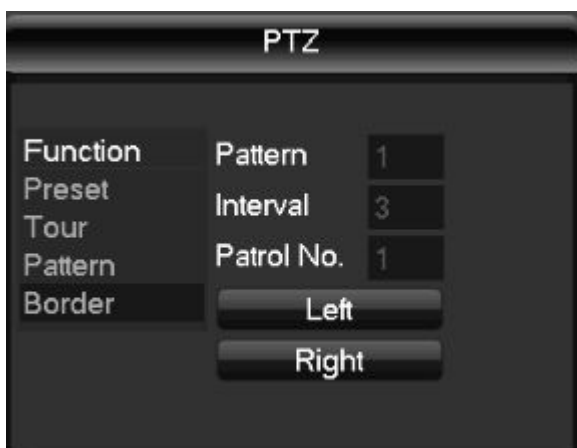 PTZ
Function
Preset
Tour
Pattern
Border
Pattern 1
Interval 3
Patrol No. 1
Left
Right